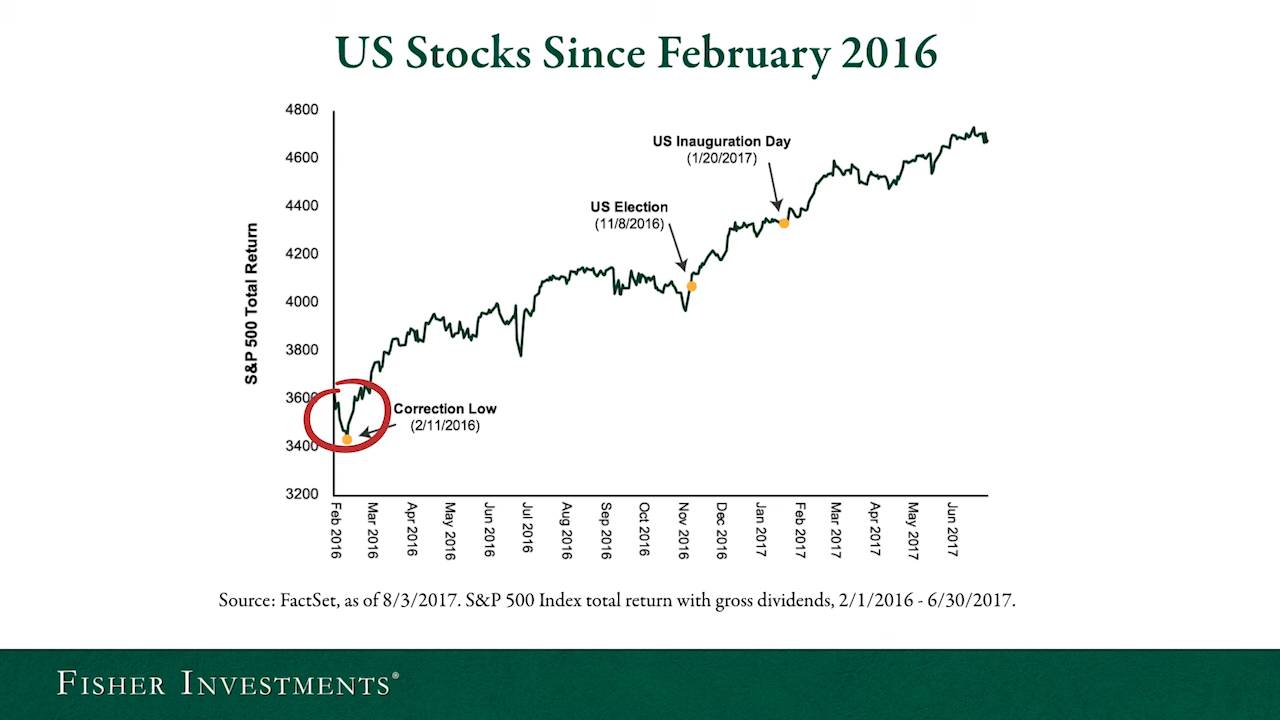 US Stocks Since February 2016
4800
4600
4400
4200
4000
3800
3600
3400
3200
S&P 500 Total Return
US Inauguration Day
(1/20/2017)
US Election
(11/8/2016)
Correction Low
(2/11/2016)
Feb 2016
Mar 2016
Apr 2016
May 2016
Jun 2016
Jul 2016
Aug 2016
Sep 2016
Oct 2016
Nov 2016
Dec 2016
Jan 2017
Feb 2017
Mar 2017
Apr 2017
May 2017
Jun 2017
Source: FactSet, as of 8/3/2017. S&P 500 Index total return with gross dividends, 2/1/2016 - 6/30/2017.
FISHER INVESTMENTS®